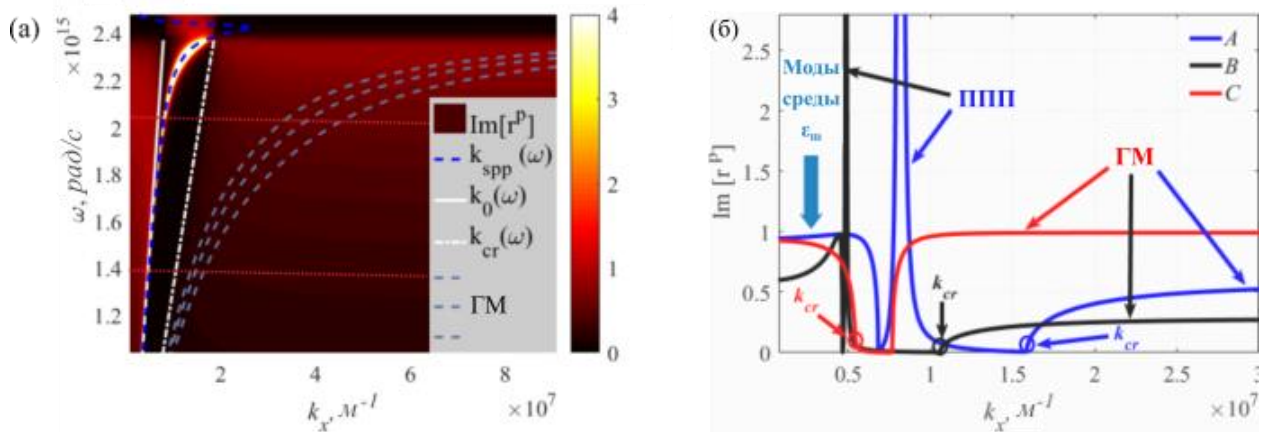 (а)
×10¹⁵
2.4
2.2
2
1.8
1.6
1.4
1.2
ω, рад/с
Im[rᵖ]
k_spp(ω)
k₀(ω)
k_cr(ω)
ГМ
2
4
6
8
k_x, м⁻¹
×10⁷
4
3
2
1
0
(б)
2.5
2
1.5
1
0.5
0
Im [rᵖ]
Моды
среды
ε_m
ППП
A
B
C
ГМ
k_cr
k_cr
k_cr
0.5
1
1.5
2
2.5
3
k_x, м⁻¹
×10⁷